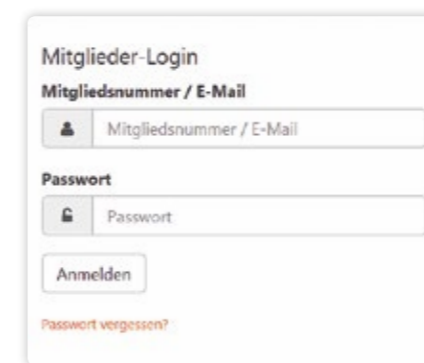 Mitglieder-Login
Mitgliedsnummer / E-Mail
Mitgliedsnummer / E-Mail
Passwort
Passwort
Anmelden
Passwort vergessen?